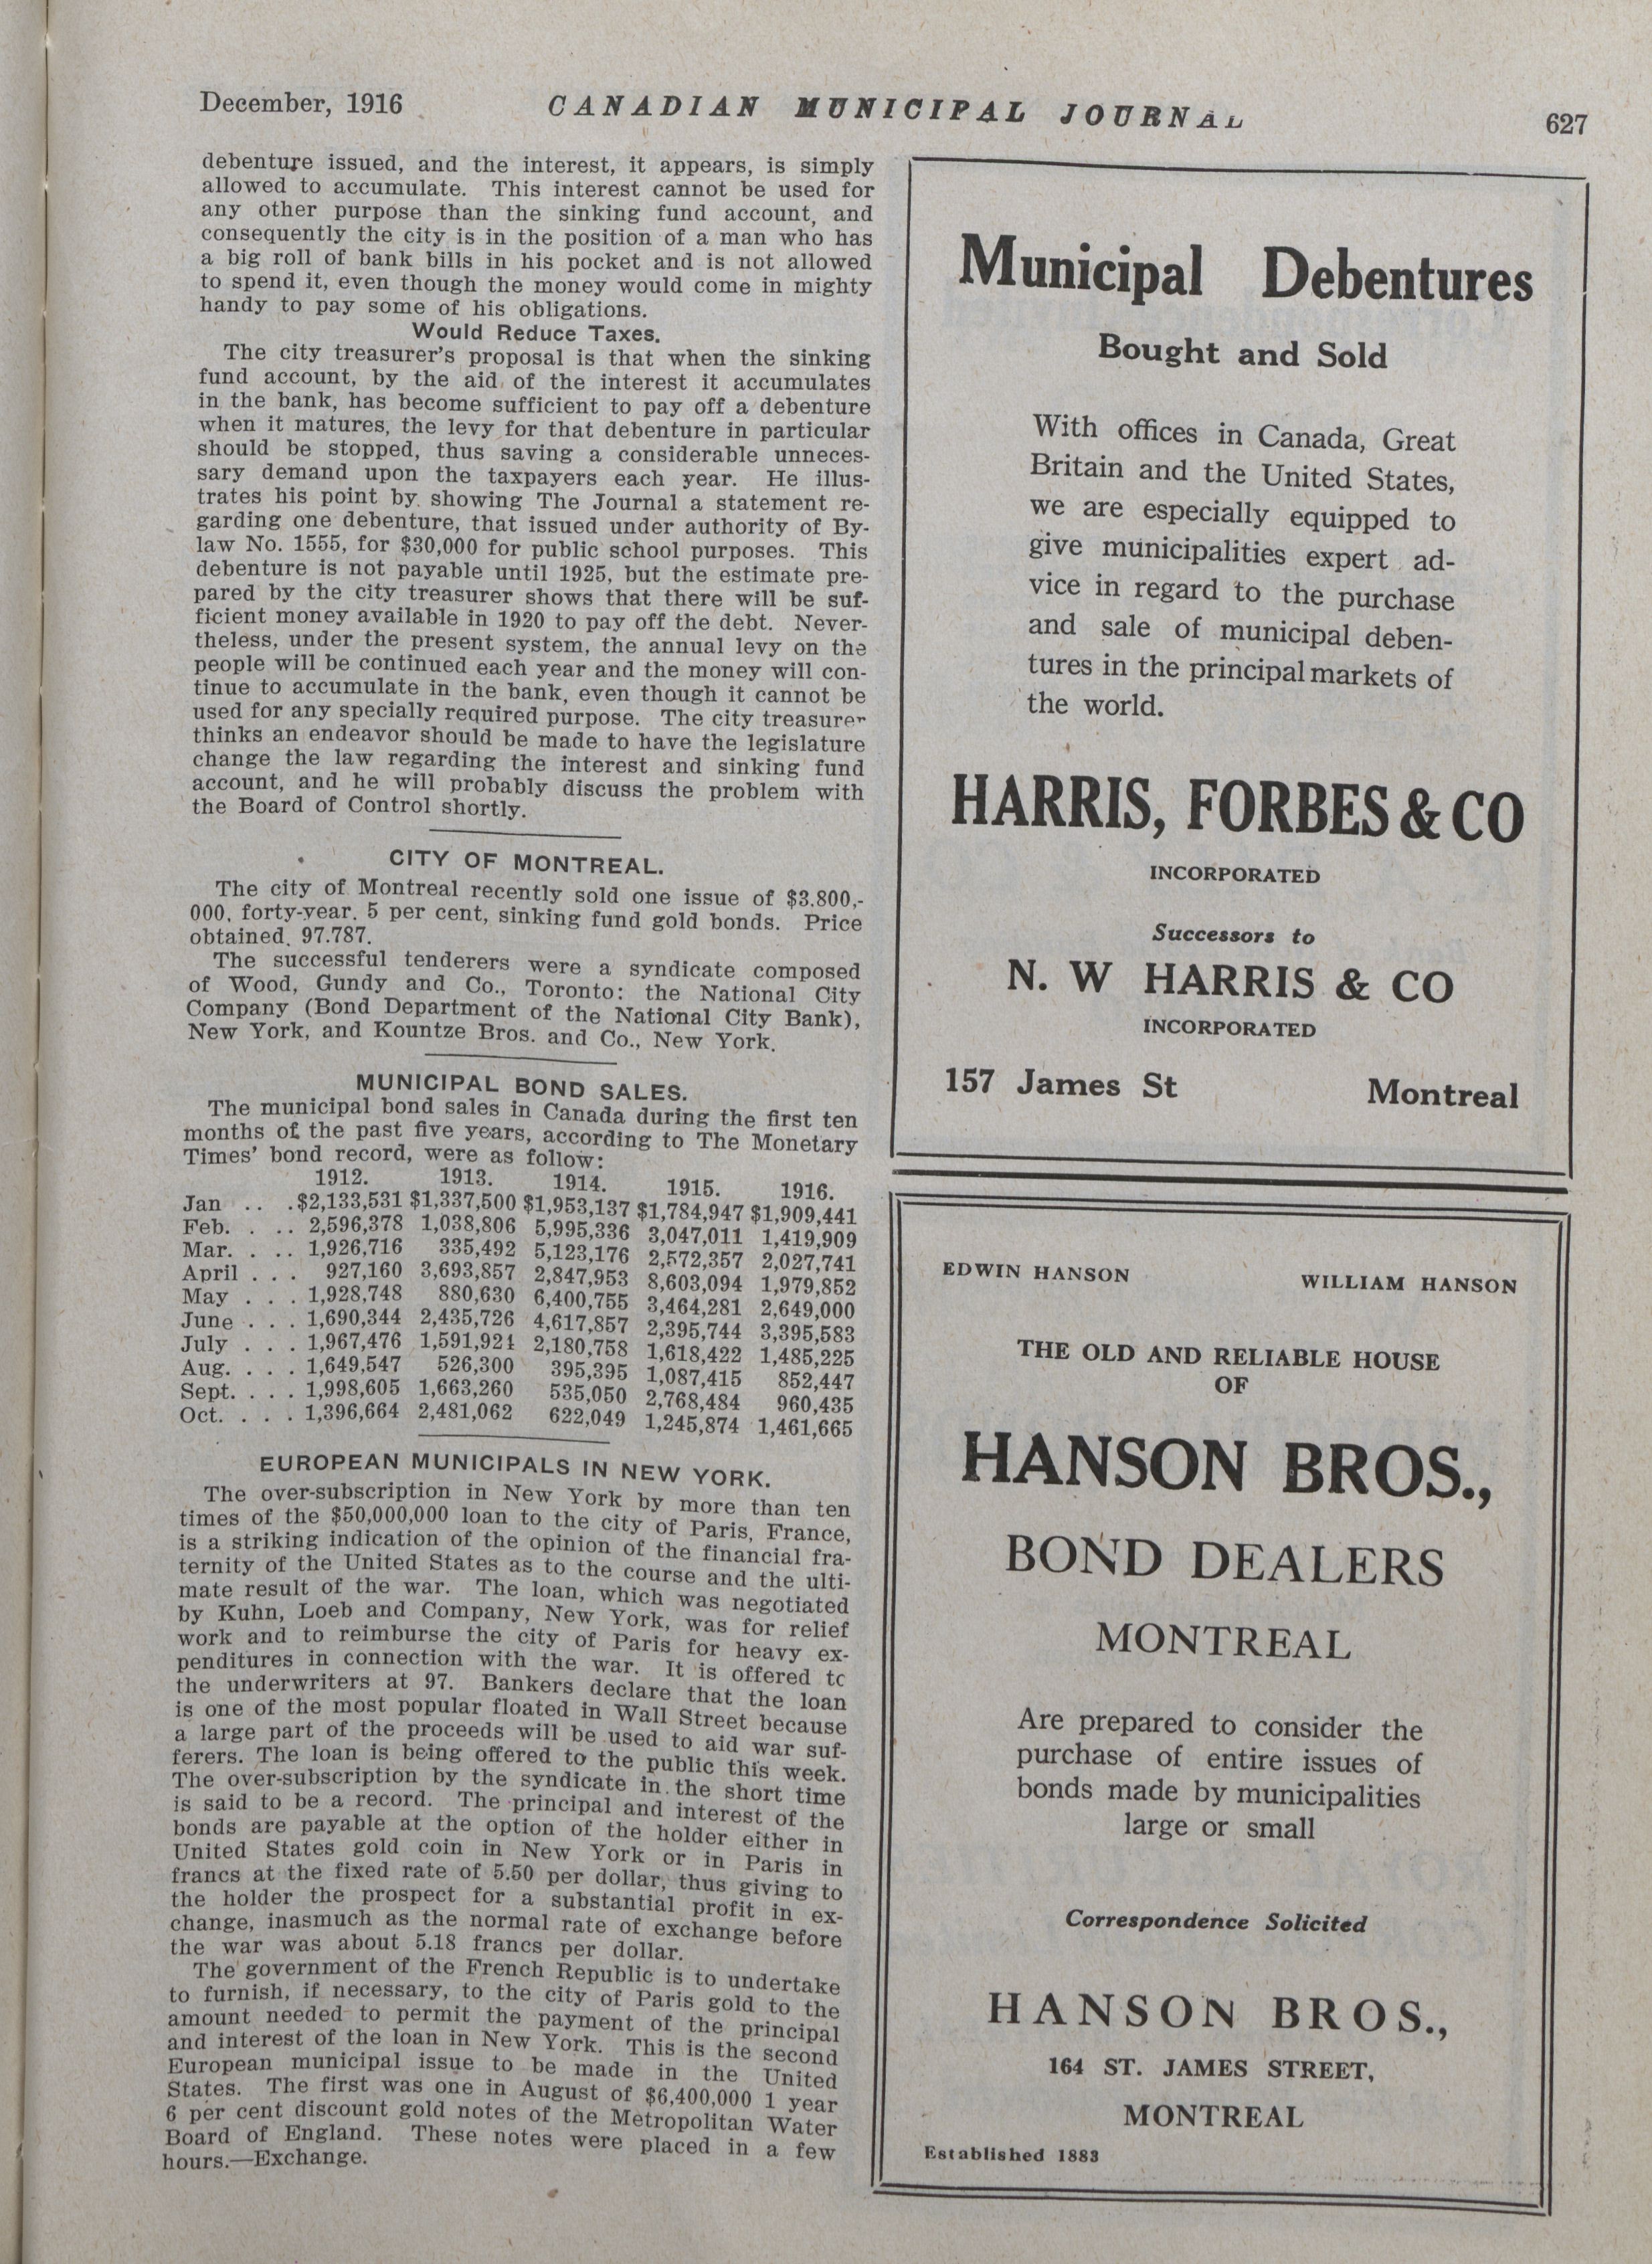 December, 1916
CANADIAN MUNICIPAL JOURNAL
627
debenture issued, and the interest, it appears, is simply
allowed to accumulate. This interest cannot be used for
any other purpose than the sinking fund account, and
consequently the city is in the position of a man who has
a big roll of bank bills in his pocket and is not allowed
to spend it, even though the money would come in mighty
handy to pay some of his obligations.
Would Reduce Taxes.
The city treasurer's proposal is that when the sinking
fund account, by the aid of the interest it accumulates
in the bank, has become sufficient to pay off a debenture
when it matures, the levy for that debenture in particular
should be stopped, thus saving a considerable unneces-
sary demand upon the taxpayers each year. He illus-
trates his point by showing The Journal a statement re-
garding one debenture, that issued under authority of By-
law No. 1555, for $30,000 for public school purposes. This
debenture is not payable until 1925, but the estimate pre-
pared by the city treasurer shows that there will be suf-
ficient money available in 1920 to pay off the debt. Never-
theless, under the present system, the annual levy on the
people will be continued each year and the money will con-
tinue to accumulate in the bank, even though it cannot be
used for any specially required purpose. The city treasurer
thinks an endeavor should be made to have the legislature
change the law regarding the interest and sinking fund
account, and he will probably discuss the problem with
the Board of Control shortly.
CITY OF MONTREAL.
The city of Montreal recently sold one issue of $3.800,-
000, forty-year, 5 per cent, sinking fund gold bonds. Price
obtained, 97.787.
The successful tenderers were a syndicate composed
of Wood, Gundy and Co., Toronto: the National City
Company (Bond Department of the National City Bank),
New York, and Kountze Bros. and Co., New York.
MUNICIPAL BOND SALES.
The municipal bond sales in Canada during the first ten
months of the past five years, according to The Monetary
Times' bond record, were as follow:
1912. 1913. 1914. 1915. 1916.
Jan .. .$2,133,531 $1,337,500 $1,953,137 $1,784,947 $1,909,441
Feb. . .. 2,596,378 1,038,806 5,995,336 3,047,011 1,419,909
Mar. . .. 1,926,716 335,492 5,123,176 2,572,357 2,027,741
April . . . 927,160 3,693,857 2,847,953 8,603,094 1,979,852
May . . . 1,928,748 880,630 6,400,755 3,464,281 2,649,000
June . . . 1,690,344 2,435,726 4,617,857 2,395,744 3,395,583
July . . . 1,967,476 1,591,924 2,180,758 1,618,422 1,485,225
Aug. . . . 1,649,547 526,300 395,395 1,087,415 852,447
Sept. . . . 1,998,605 1,663,260 535,050 2,768,484 960,435
Oct. . . . 1,396,664 2,481,062 622,049 1,245,874 1,461,665
EUROPEAN MUNICIPALS IN NEW YORK.
The over-subscription in New York by more than ten
times of the $50,000,000 loan to the city of Paris, France,
is a striking indication of the opinion of the financial fra-
ternity of the United States as to the course and the ulti-
mate result of the war. The loan, which was negotiated
by Kuhn, Loeb and Company, New York, was for relief
work and to reimburse the city of Paris for heavy ex-
penditures in connection with the war. It is offered to
the underwriters at 97. Bankers declare that the loan
is one of the most popular floated in Wall Street because
a large part of the proceeds will be used to aid war suf-
ferers. The loan is being offered to the public this week.
The over-subscription by the syndicate in the short time
is said to be a record. The principal and interest of the
bonds are payable at the option of the holder either in
United States gold coin in New York or in Paris in
francs at the fixed rate of 5.50 per dollar, thus giving to
the holder the prospect for a substantial profit in ex-
change, inasmuch as the normal rate of exchange before
the war was about 5.18 francs per dollar.
The government of the French Republic is to undertake
to furnish, if necessary, to the city of Paris gold to the
amount needed to permit the payment of the principal
and interest of the loan in New York. This is the second
European municipal issue to be made in the United
States. The first was one in August of $6,400,000 1 year
6 per cent discount gold notes of the Metropolitan Water
Board of England. These notes were placed in a few
hours.—Exchange.
Municipal Debentures
Bought and Sold
With offices in Canada, Great
Britain and the United States,
we are especially equipped to
give municipalities expert ad-
vice in regard to the purchase
and sale of municipal deben-
tures in the principal markets of
the world.
HARRIS, FORBES & CO
INCORPORATED
Successors to
N. W HARRIS & CO
INCORPORATED
157 James St Montreal
EDWIN HANSON WILLIAM HANSON
THE OLD AND RELIABLE HOUSE
OF
HANSON BROS.,
BOND DEALERS
MONTREAL
Are prepared to consider the
purchase of entire issues of
bonds made by municipalities
large or small
Correspondence Solicited
HANSON BROS.,
164 ST. JAMES STREET,
MONTREAL
Established 1883